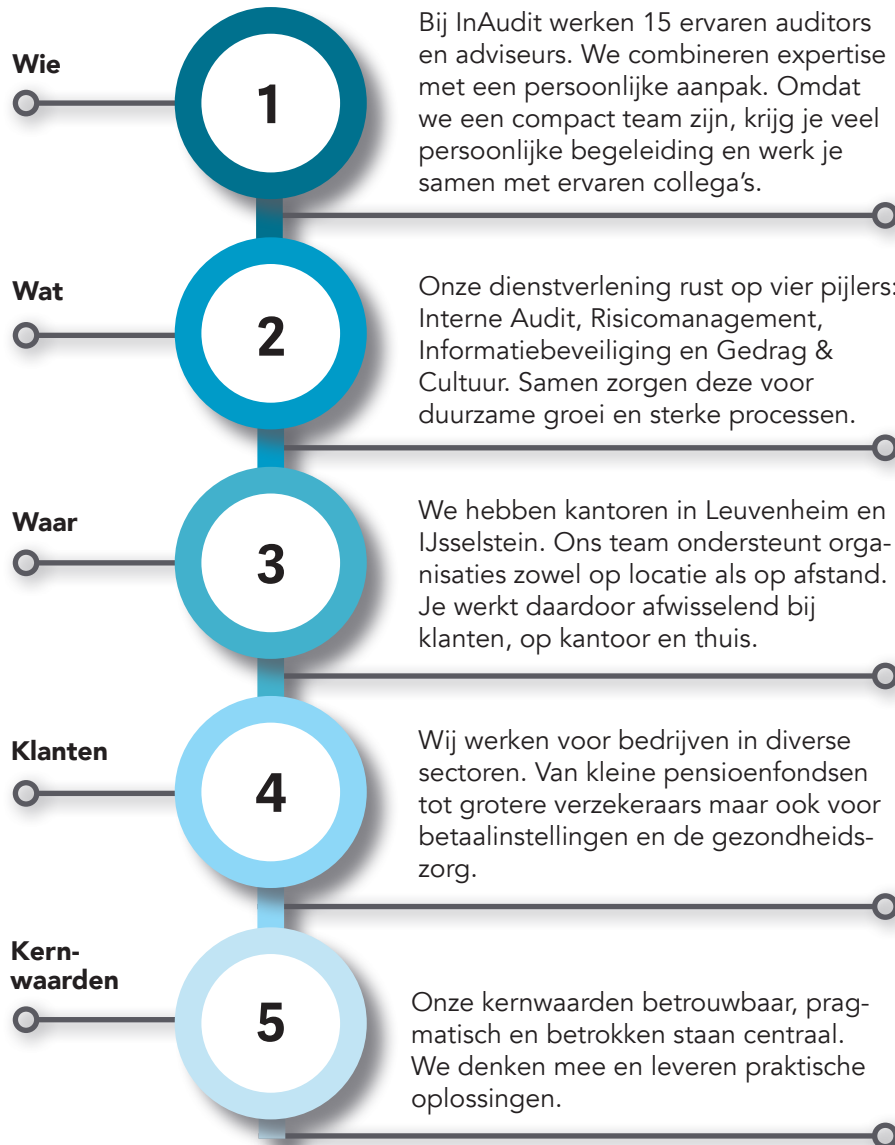 Wie
1
Bij InAudit werken 15 ervaren auditors
en adviseurs. We combineren expertise
met een persoonlijke aanpak. Omdat
we een compact team zijn, krijg je veel
persoonlijke begeleiding en werk je
samen met ervaren collega’s.
Wat
2
Onze dienstverlening rust op vier pijlers:
Interne Audit, Risicomanagement,
Informatiebeveiliging en Gedrag &
Cultuur. Samen zorgen deze voor
duurzame groei en sterke processen.
Waar
3
We hebben kantoren in Leuvenheim en
IJsselstein. Ons team ondersteunt orga-
nisaties zowel op locatie als op afstand.
Je werkt daardoor afwisselend bij
klanten, op kantoor en thuis.
Klanten
4
Wij werken voor bedrijven in diverse
sectoren. Van kleine pensioenfondsen
tot grotere verzekeraars maar ook voor
betaalinstellingen en de gezondheids-
zorg.
Kern-
waarden
5
Onze kernwaarden betrouwbaar, prag-
matisch en betrokken staan centraal.
We denken mee en leveren praktische
oplossingen.